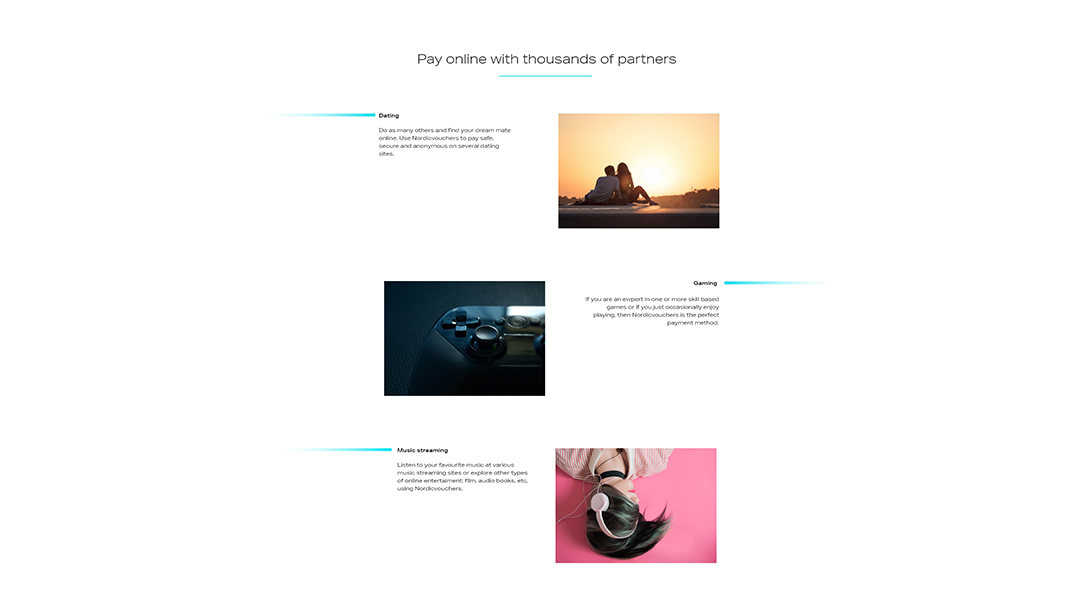 Pay online with thousands of partners
Dating
Do as many others and find your dream mate
online. Use Nordicvouchers to pay safe,
secure and anonymous on several dating
sites.
Gaming
If you are an ewpert in one or more skill based
games or if you just occasionally enjoy
playing, then Nordicvouchers is the perfect
payment method.
Music streaming
Listen to your favourite music at various
music streaming sites or explore other types
of online entertaiment; film, audio books, etc,
using Nordicvouchers.